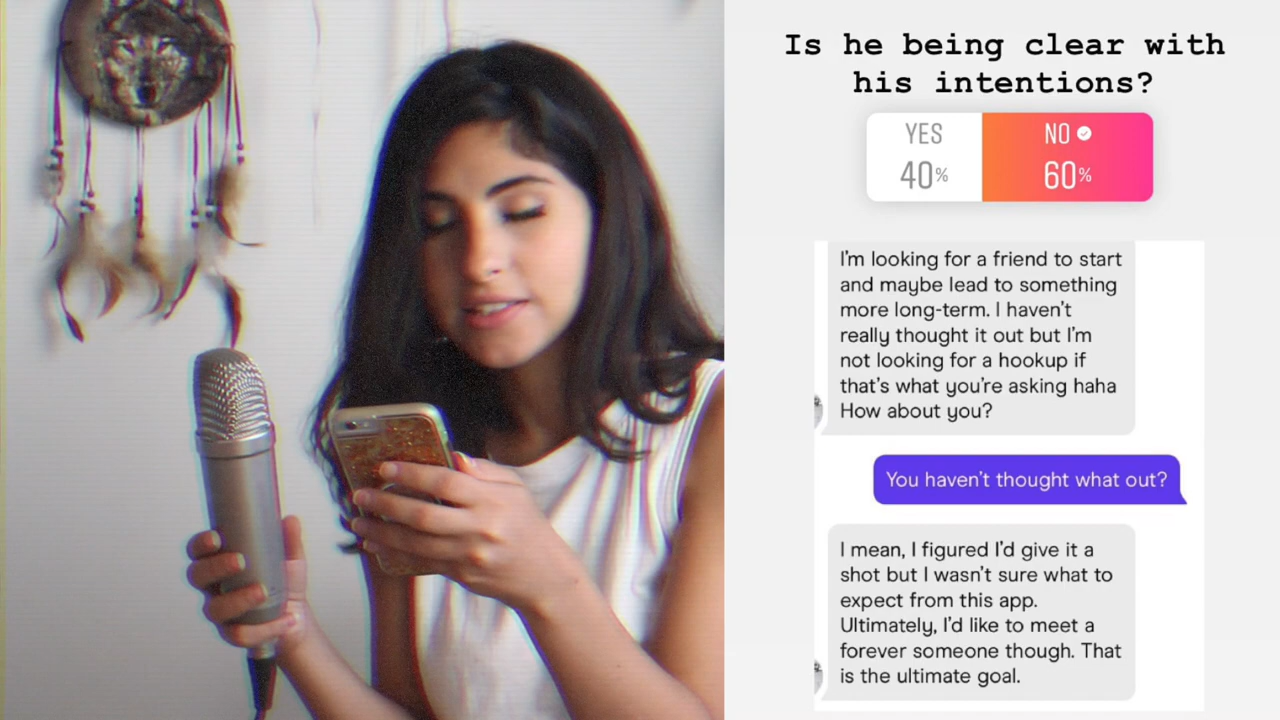 Is he being clear with
his intentions?
YES
40%
NO
60%
I'm looking for a friend to start
and maybe lead to something
more long-term. I haven't
really thought it out but I'm
not looking for a hookup if
that's what you're asking haha
How about you?
You haven't thought what out?
I mean, I figured I'd give it a
shot but I wasn't sure what to
expect from this app.
Ultimately, I'd like to meet a
forever someone though. That
is the ultimate goal.